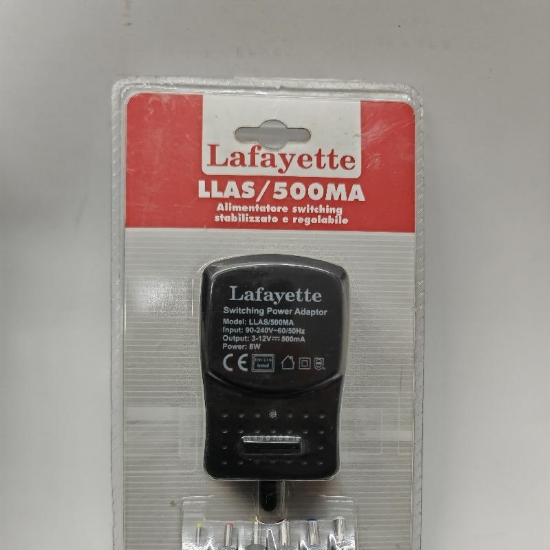 Lafayette
LLAS/500MA
Alimentatore switching
stabilizzato e regolabile
Lafayette
Switching Power Adaptor
Model: LLAS/500MA
Input: 90-240V~60/50Hz
Output: 3-12V⎓500mA
Power: 6W
CE